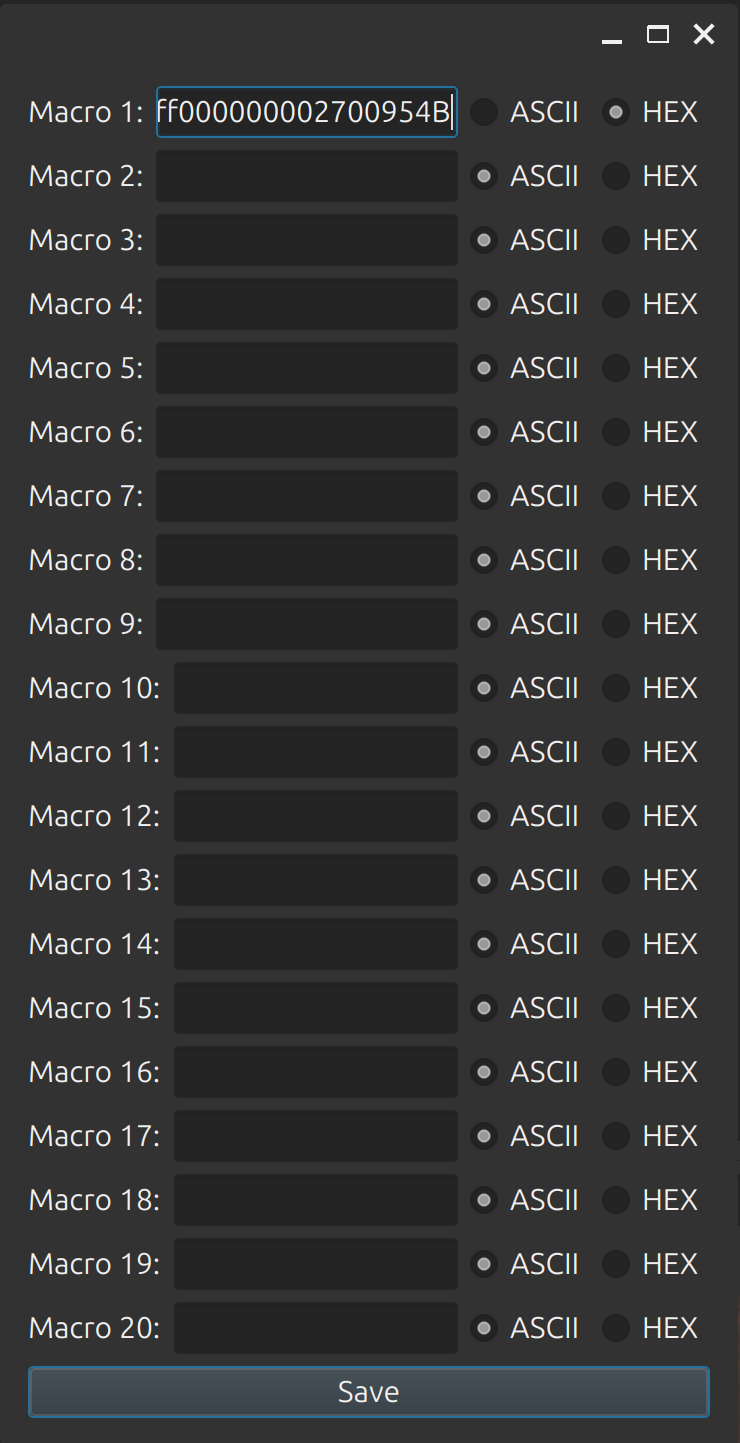 Macro 1: ff000000002700954B ASCII HEX
Macro 2: ASCII HEX
Macro 3: ASCII HEX
Macro 4: ASCII HEX
Macro 5: ASCII HEX
Macro 6: ASCII HEX
Macro 7: ASCII HEX
Macro 8: ASCII HEX
Macro 9: ASCII HEX
Macro 10: ASCII HEX
Macro 11: ASCII HEX
Macro 12: ASCII HEX
Macro 13: ASCII HEX
Macro 14: ASCII HEX
Macro 15: ASCII HEX
Macro 16: ASCII HEX
Macro 17: ASCII HEX
Macro 18: ASCII HEX
Macro 19: ASCII HEX
Macro 20: ASCII HEX
Save